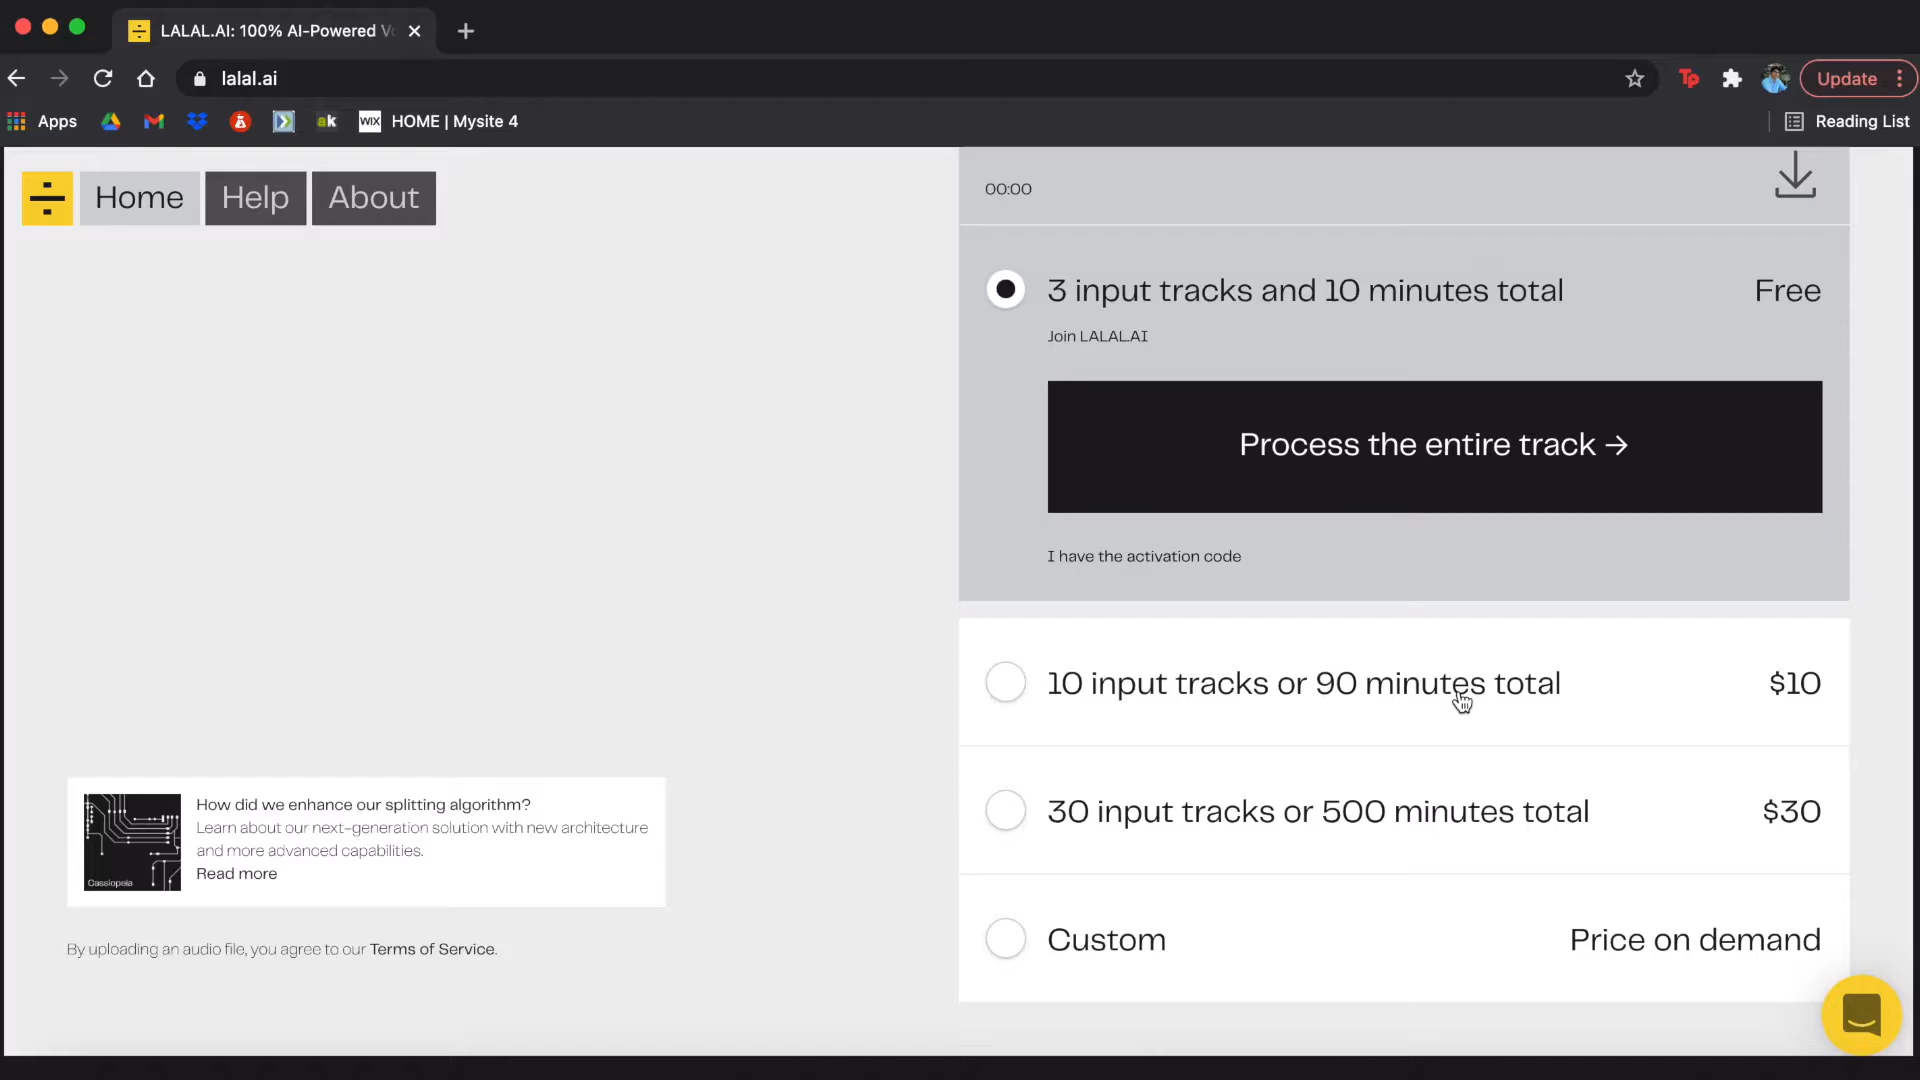 LALAL.AI: 100% AI-Powered Vo
lalal.ai
Tp
Update
Apps
ak
WIX
HOME | Mysite 4
Reading List
Home
Help
About
00:00
3 input tracks and 10 minutes total
Free
Join LALAL.AI
Process the entire track →
I have the activation code
10 input tracks or 90 minutes total
$10
30 input tracks or 500 minutes total
$30
Custom
Price on demand
How did we enhance our splitting algorithm?
Learn about our next-generation solution with new architecture
and more advanced capabilities.
Read more
Cassiopeia
By uploading an audio file, you agree to our Terms of Service.